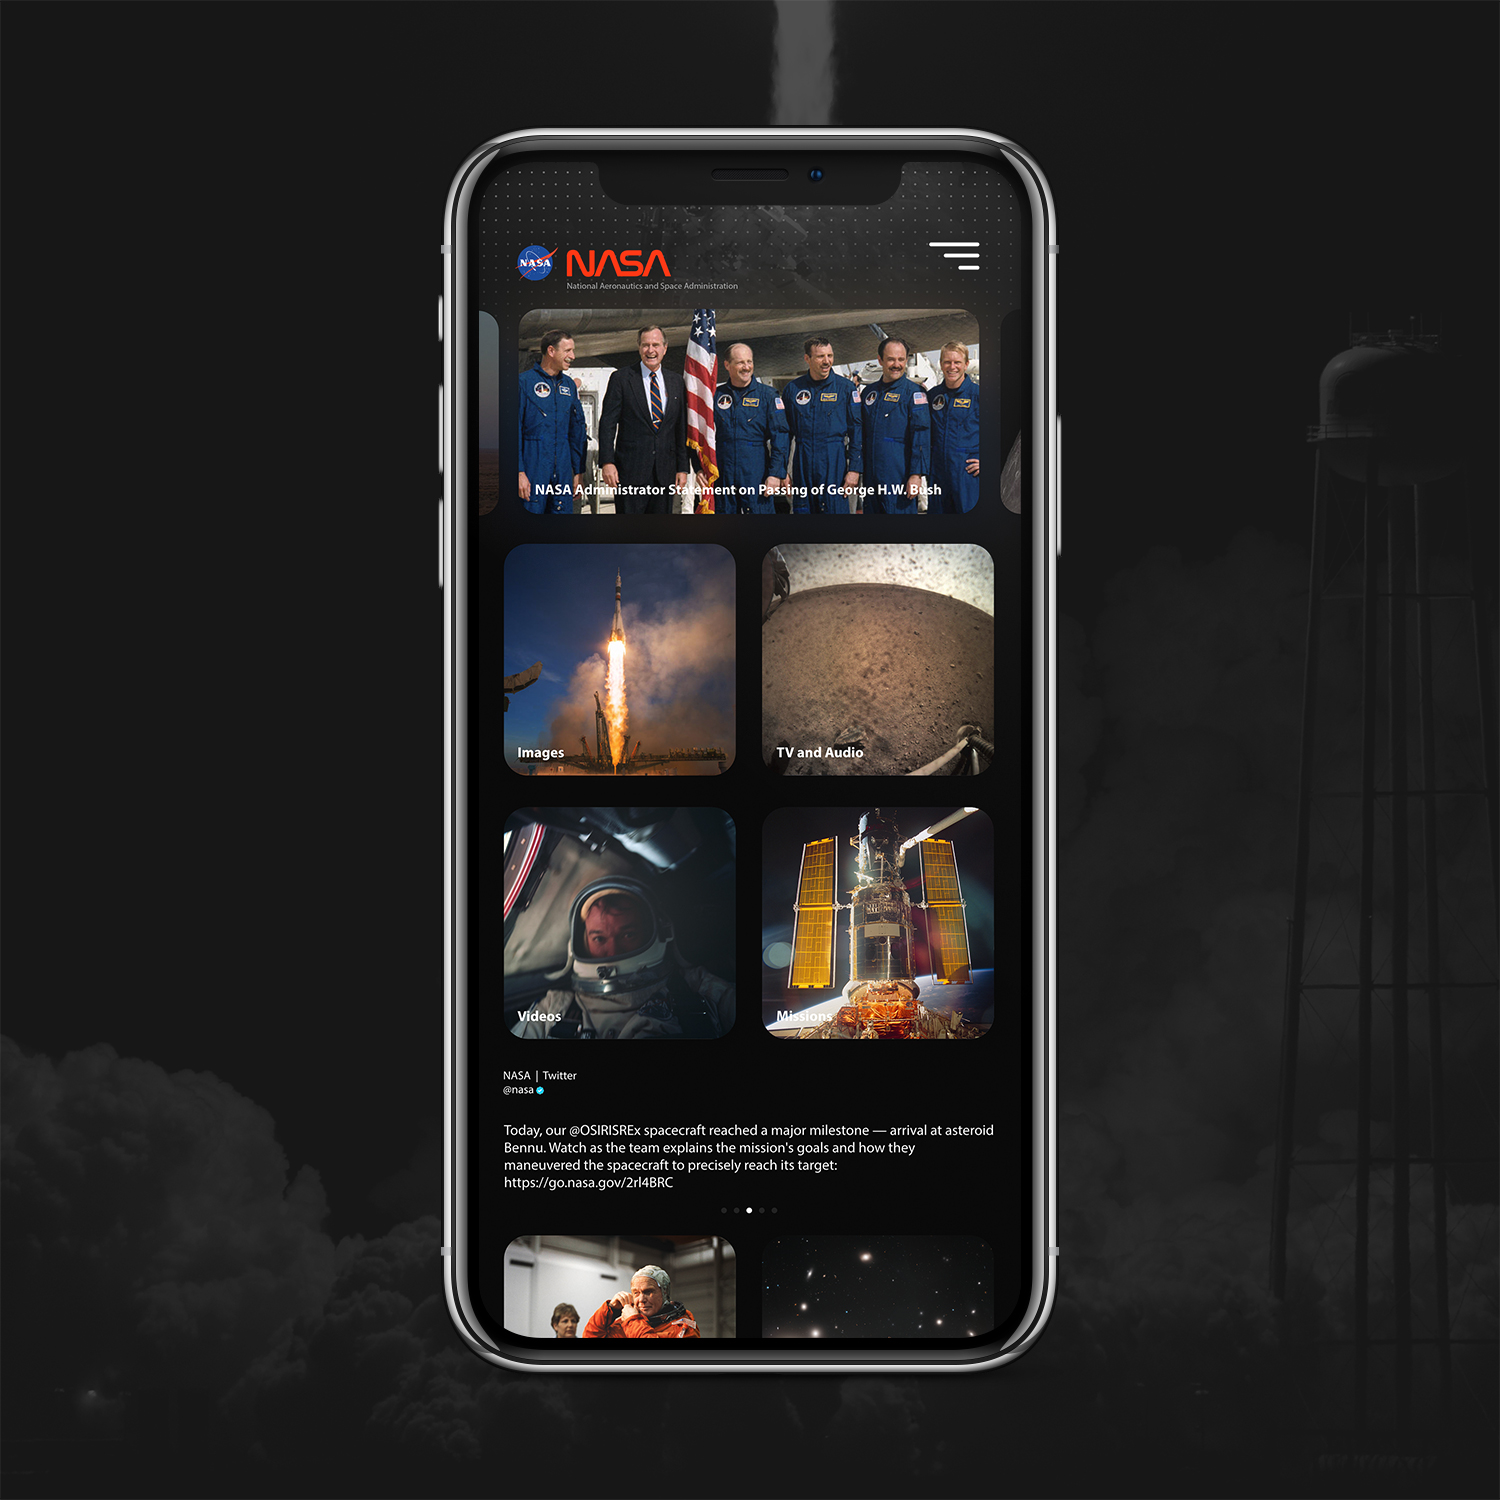 NASA
NASA
National Aeronautics and Space Administration
NASA Administrator Statement on Passing of George H.W. Bush
Images
TV and Audio
Videos
Missions
NASA | Twitter
@nasa
Today, our @OSIRISREx spacecraft reached a major milestone — arrival at asteroid
Bennu. Watch as the team explains the mission's goals and how they
maneuvered the spacecraft to precisely reach its target:
https://go.nasa.gov/2rl4BRC